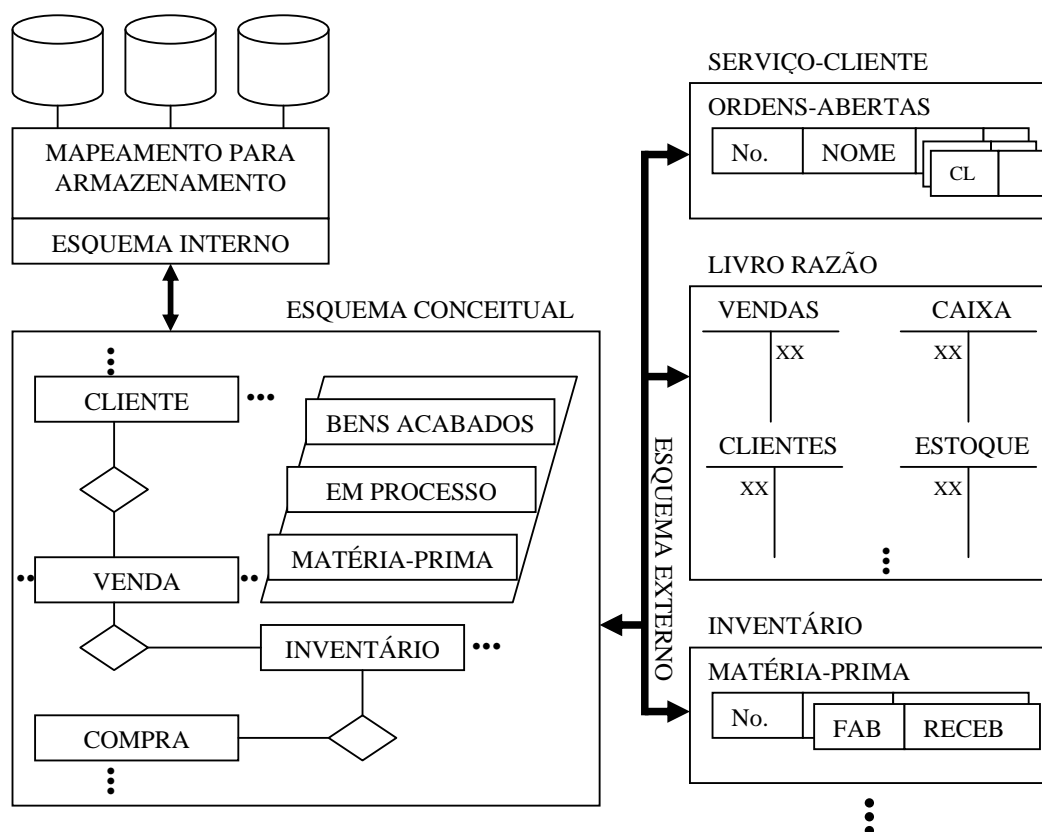 MAPEAMENTO PARA
ARMAZENAMENTO
ESQUEMA INTERNO
ESQUEMA CONCEITUAL
CLIENTE
BENS ACABADOS
EM PROCESSO
MATÉRIA-PRIMA
VENDA
INVENTÁRIO
COMPRA
ESQUEMA EXTERNO
SERVIÇO-CLIENTE
ORDENS-ABERTAS
No. NOME
CL
LIVRO RAZÃO
VENDAS CAIXA
XX XX
CLIENTES ESTOQUE
XX XX
INVENTÁRIO
MATÉRIA-PRIMA
No. FAB RECEB